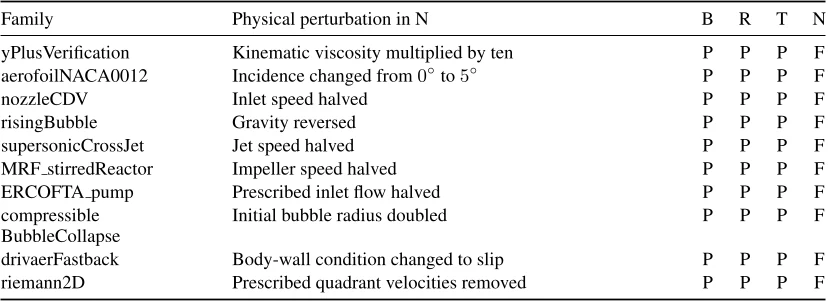 Family Physical perturbation in N B R T N
yPlusVerification Kinematic viscosity multiplied by ten P P P F
aerofoilNACA0012 Incidence changed from 0° to 5° P P P F
nozzleCDV Inlet speed halved P P P F
risingBubble Gravity reversed P P P F
supersonicCrossJet Jet speed halved P P P F
MRF_stirredReactor Impeller speed halved P P P F
ERCOFTA_pump Prescribed inlet flow halved P P P F
compressible Initial bubble radius doubled P P P F
BubbleCollapse
drivaerFastback Body-wall condition changed to slip P P P F
riemann2D Prescribed quadrant velocities removed P P P F